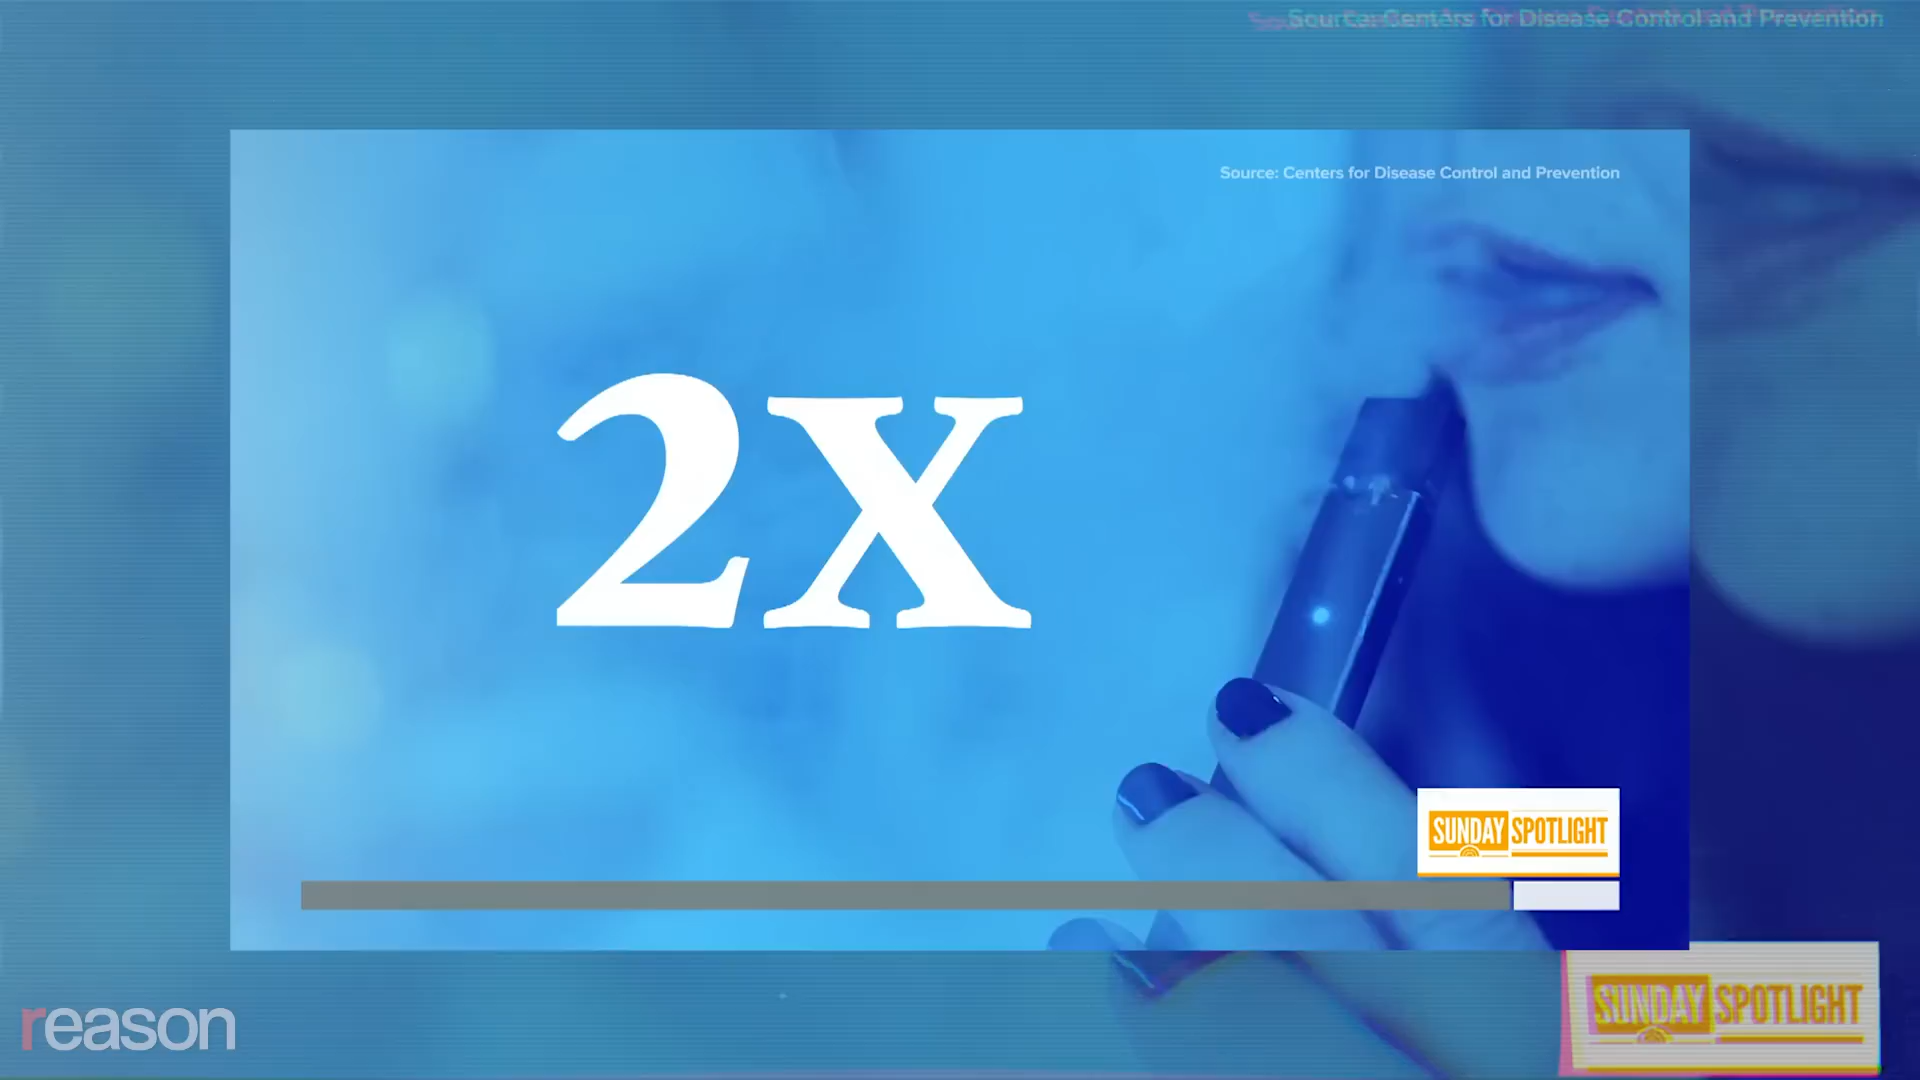 Source: Centers for Disease Control and Prevention
Source: Centers for Disease Control and Prevention
2X
SUNDAY SPOTLIGHT
SUNDAY SPOTLIGHT
reason